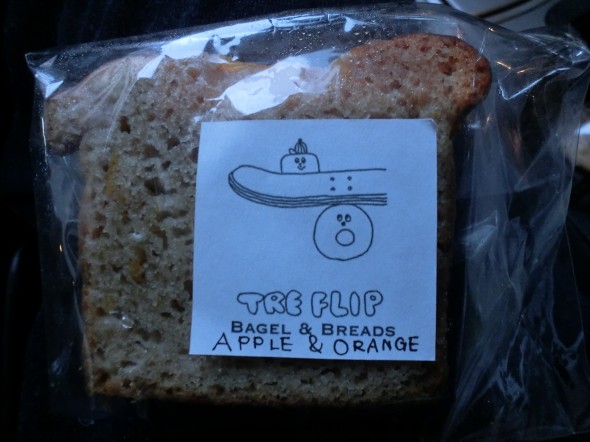 TRE FLIP
BAGEL & BREADS
APPLE & ORANGE